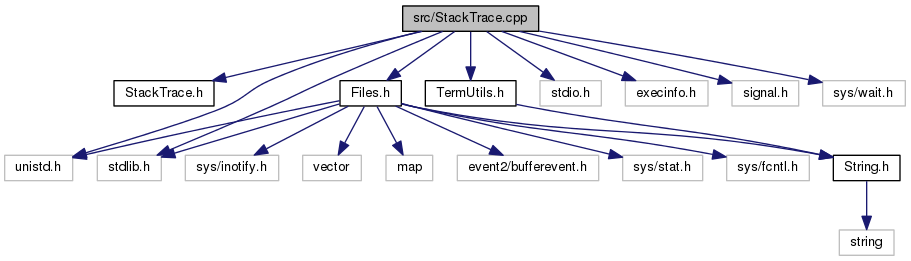 src/StackTrace.cpp
StackTrace.h
Files.h
TermUtils.h
stdio.h
execinfo.h
signal.h
sys/wait.h
unistd.h
stdlib.h
sys/inotify.h
vector
map
event2/bufferevent.h
sys/stat.h
sys/fcntl.h
String.h
string